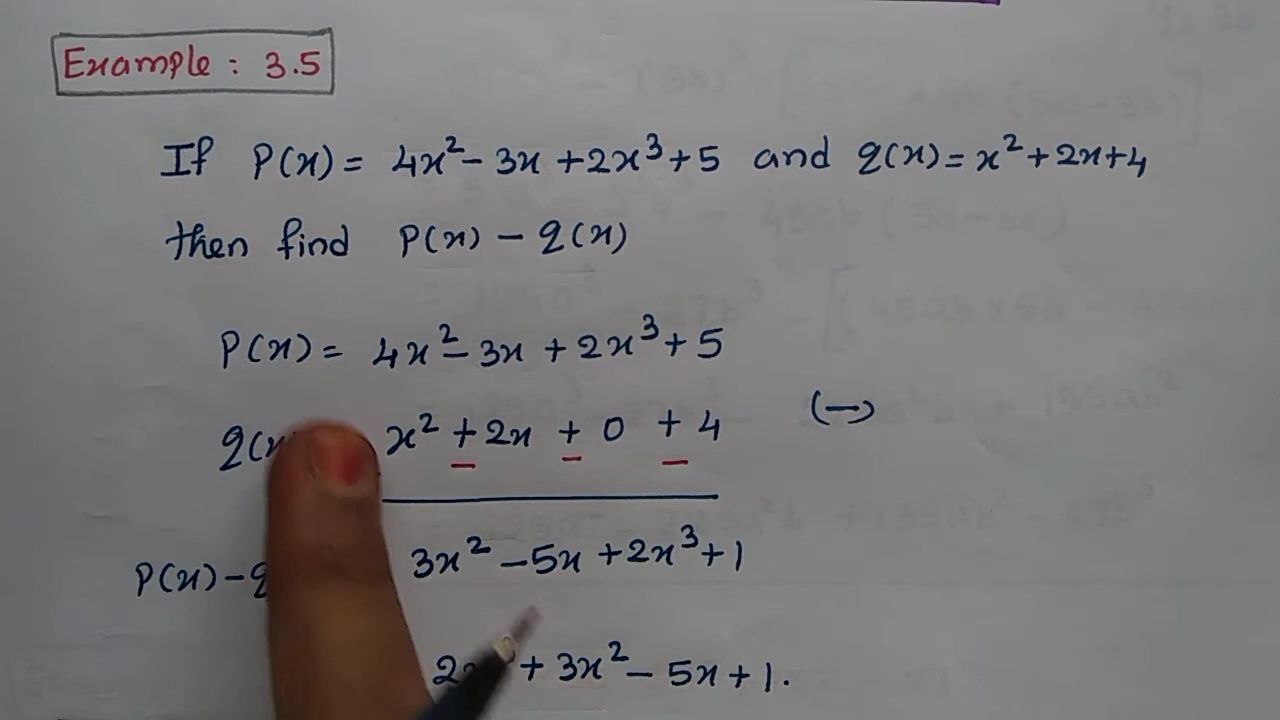 Example : 3.5
If P(x) = 4x² - 3x + 2x³ + 5 and q(x) = x² + 2x + 4
then find P(x) - q(x)
P(x) = 4x² - 3x + 2x³ + 5
q(x x² + 2x + 0 + 4 (-)
- - -
P(x) - q 3x² - 5x + 2x³ + 1
+ 3x² - 5x + 1.